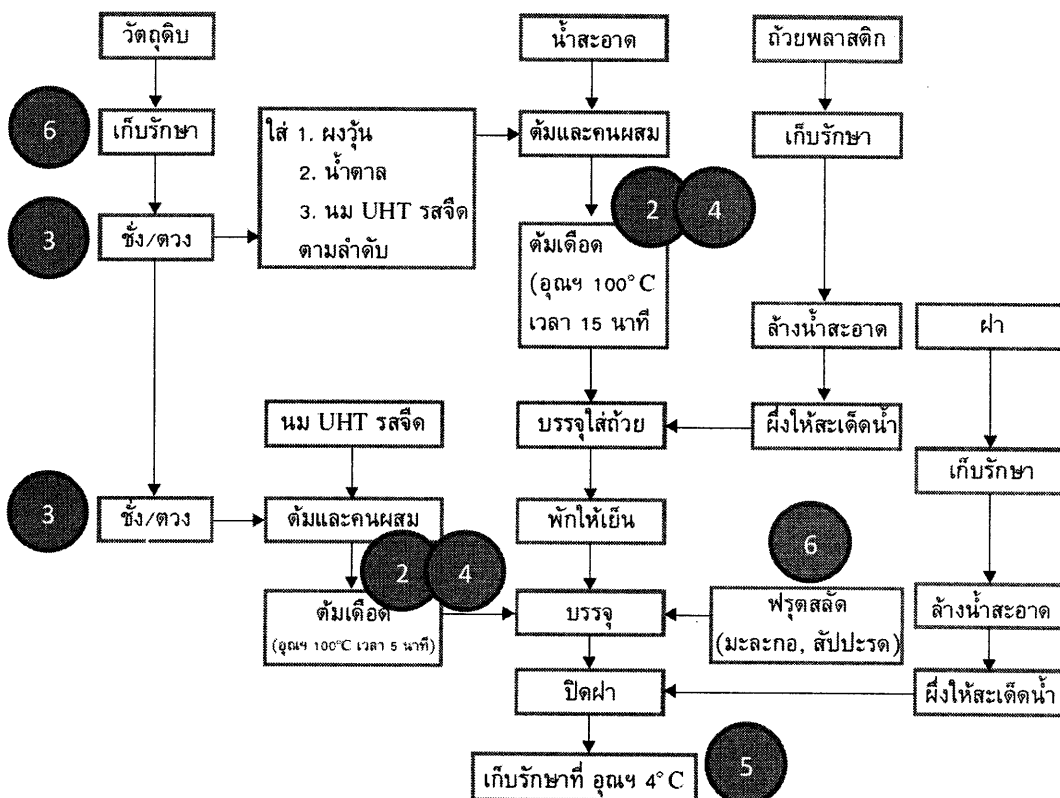 วัตถุดิบ
น้ำสะอาด
ถ้วยพลาสติก
6
เก็บรักษา
ใส่ 1. ผงวุ้น
2. น้ำตาล
3. นม UHT รสจืด
ตามลำดับ
ต้มและคนผสม
เก็บรักษา
3
ชั่ง/ตวง
2
4
ต้มเดือด
(อุณฯ 100°C
เวลา 15 นาที
ล้างน้ำสะอาด
ฝา
นม UHT รสจืด
บรรจุใส่ถ้วย
ผึ่งให้สะเด็ดน้ำ
เก็บรักษา
3
ชั่ง/ตวง
ต้มและคนผสม
พักให้เย็น
6
2
4
ต้มเดือด
(อุณฯ 100°C เวลา 5 นาที)
บรรจุ
ฟรุตสลัด
(มะละกอ, สัปปะรด)
ล้างน้ำสะอาด
ปิดฝา
ผึ่งให้สะเด็ดน้ำ
เก็บรักษาที่ อุณฯ 4°C
5